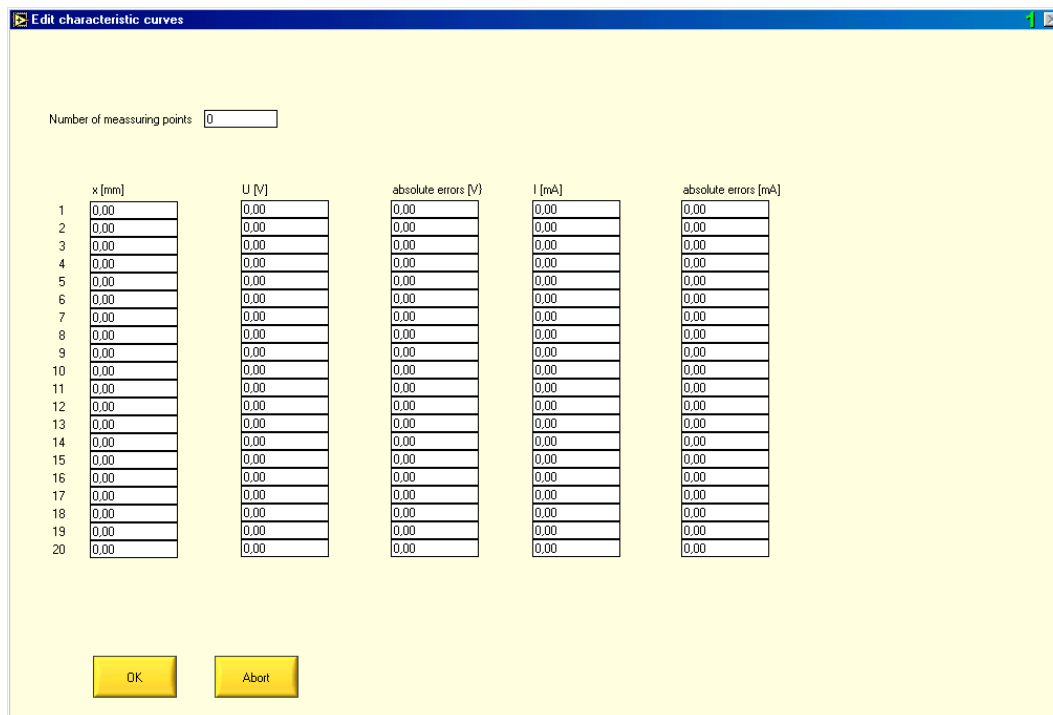 Edit characteristic curves 1
Number of meassuring points 0
x [mm] U [V] absolute errors [V} I [mA] absolute errors [mA]
1 0,00 0,00 0,00 0,00 0,00
2 0,00 0,00 0,00 0,00 0,00
3 0,00 0,00 0,00 0,00 0,00
4 0,00 0,00 0,00 0,00 0,00
5 0,00 0,00 0,00 0,00 0,00
6 0,00 0,00 0,00 0,00 0,00
7 0,00 0,00 0,00 0,00 0,00
8 0,00 0,00 0,00 0,00 0,00
9 0,00 0,00 0,00 0,00 0,00
10 0,00 0,00 0,00 0,00 0,00
11 0,00 0,00 0,00 0,00 0,00
12 0,00 0,00 0,00 0,00 0,00
13 0,00 0,00 0,00 0,00 0,00
14 0,00 0,00 0,00 0,00 0,00
15 0,00 0,00 0,00 0,00 0,00
16 0,00 0,00 0,00 0,00 0,00
17 0,00 0,00 0,00 0,00 0,00
18 0,00 0,00 0,00 0,00 0,00
19 0,00 0,00 0,00 0,00 0,00
20 0,00 0,00 0,00 0,00 0,00
OK Abort